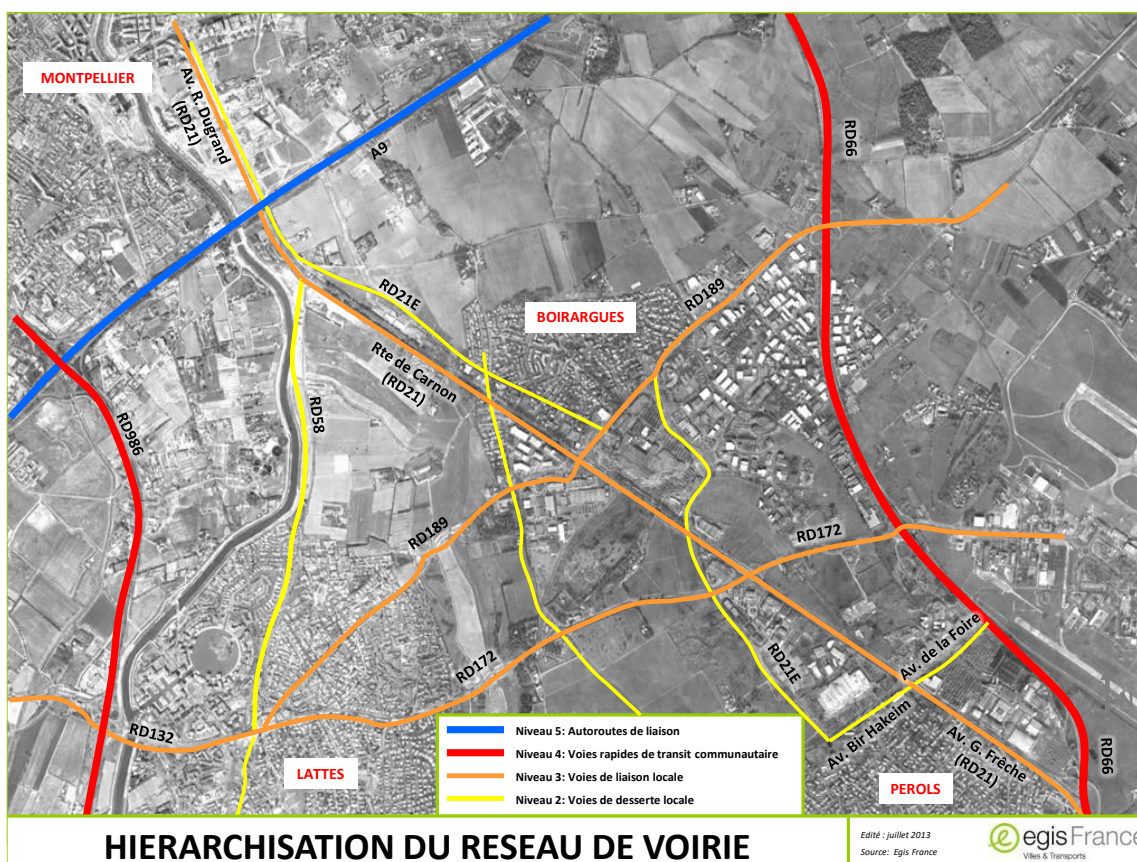 MONTPELLIER
Av. R. Dugrand
(RD21)
A9
RD66
RD21E
BOIRARGUES
RD189
Rte de Carnon
(RD21)
RD986
RD58
RD189
RD172
RD172
RD21E
Av. de la Foire
Av. Bir Hakeim
Av. G. Frêche
(RD21)
RD66
RD132
LATTES
PEROLS
Niveau 5: Autoroutes de liaison
Niveau 4: Voies rapides de transit communautaire
Niveau 3: Voies de liaison locale
Niveau 2: Voies de desserte locale
HIERARCHISATION DU RESEAU DE VOIRIE
Edité : juillet 2013
Source: Egis France
egis France
Villes & Transports